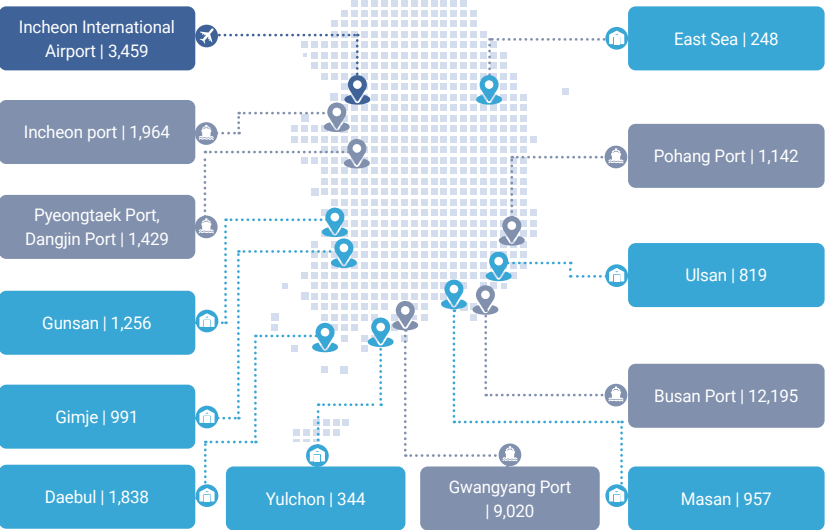 Incheon International
Airport | 3,459
East Sea | 248
Incheon port | 1,964
Pohang Port | 1,142
Pyeongtaek Port,
Dangjin Port | 1,429
Ulsan | 819
Gunsan | 1,256
Busan Port | 12,195
Gimje | 991
Daebul | 1,838
Yulchon | 344
Gwangyang Port
| 9,020
Masan | 957